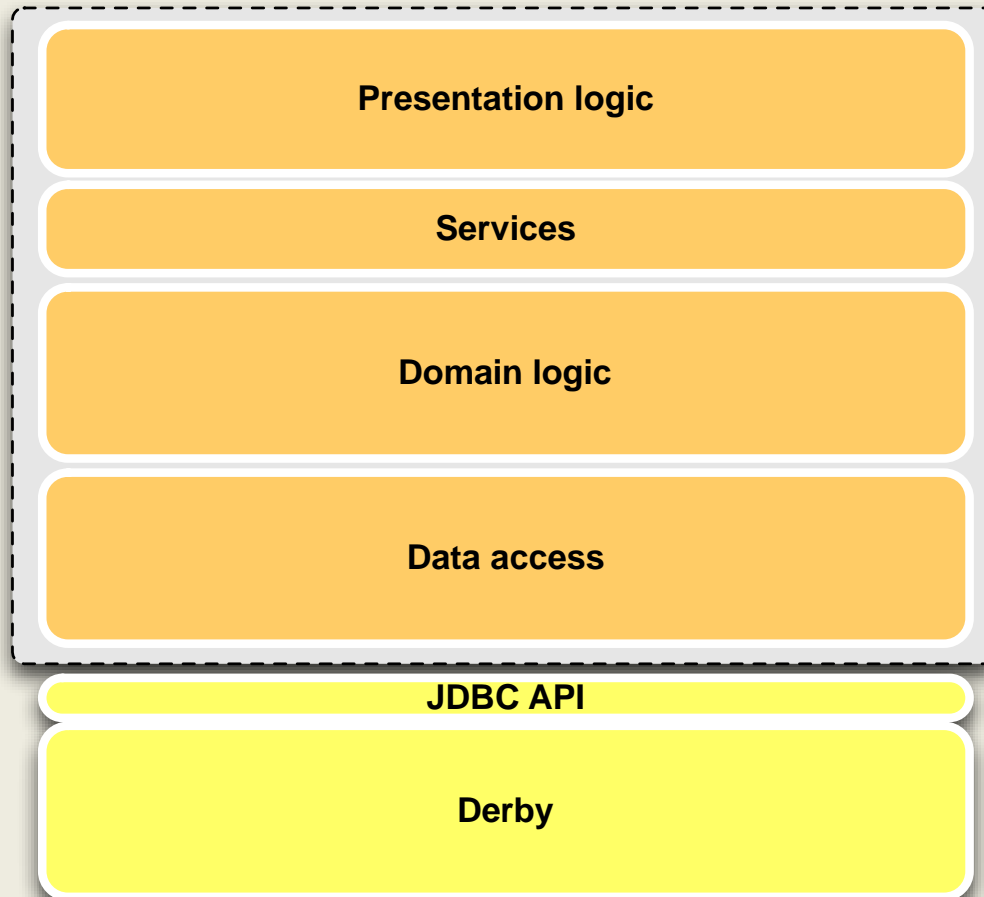 Presentation logic
Services
Domain logic
Data access
JDBC API
Derby